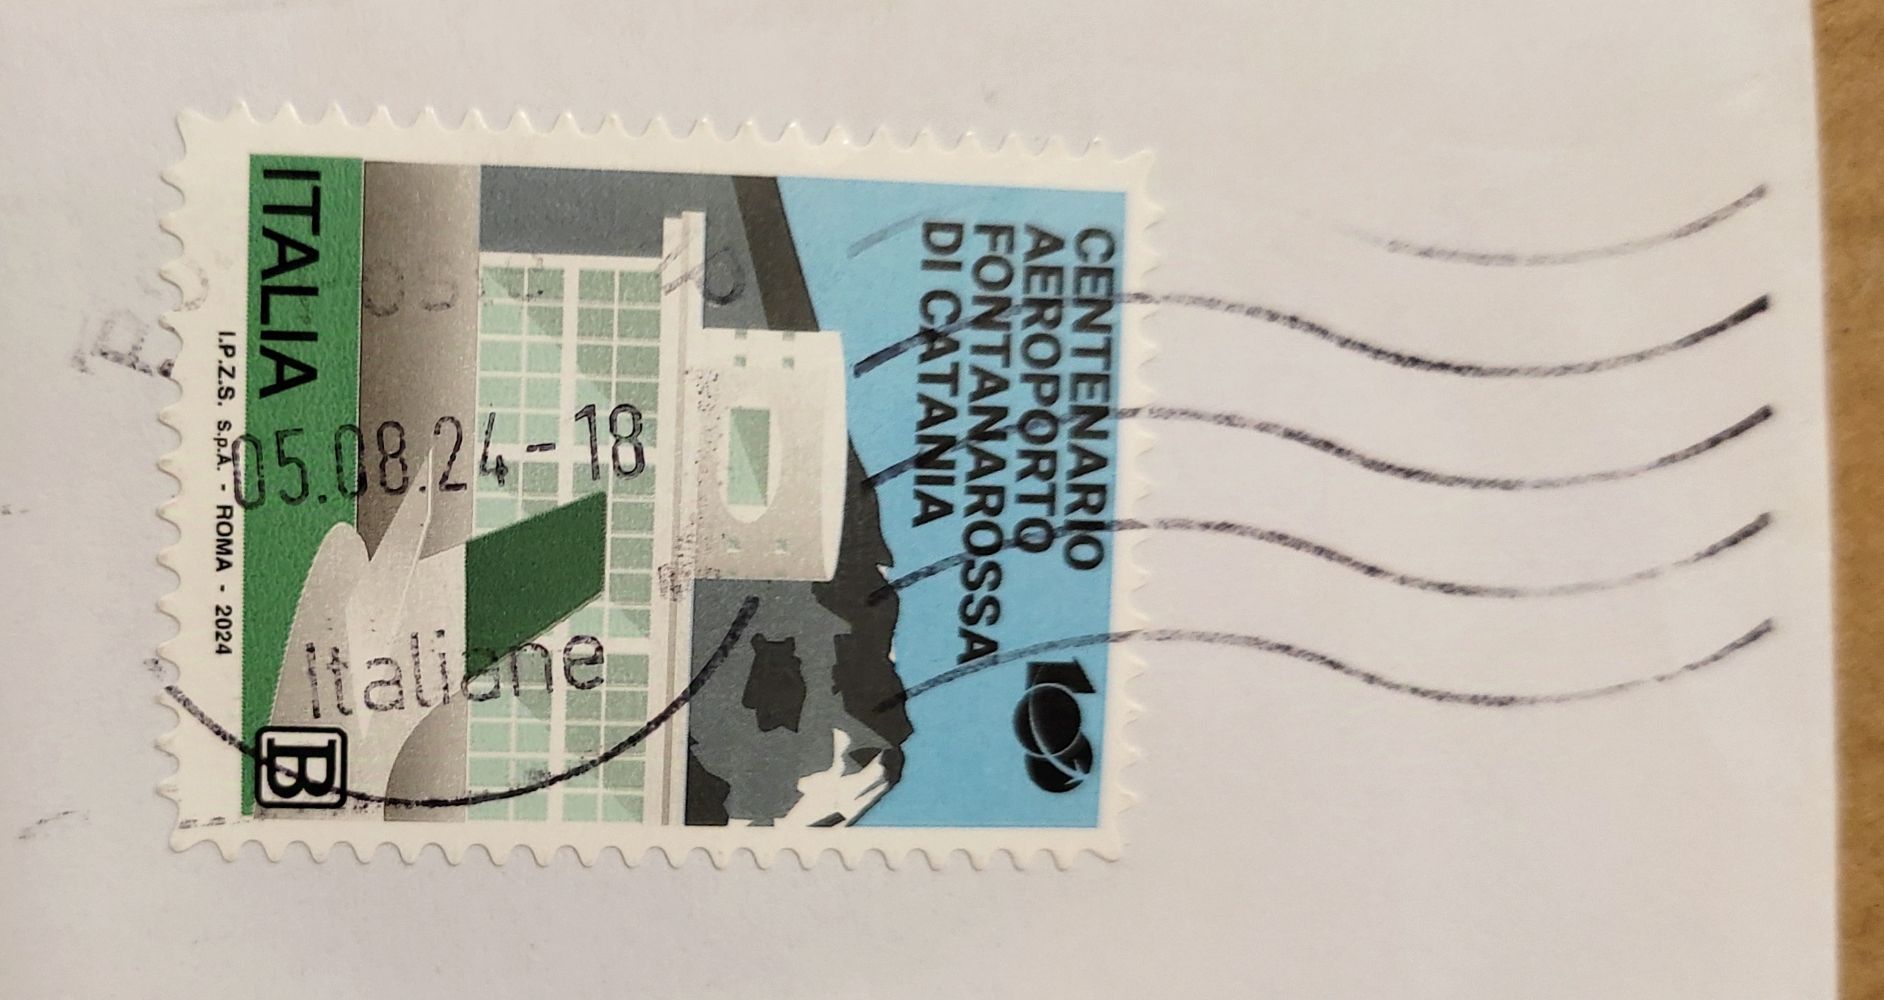 CENTENARIO
AEROPORTO
FONTANAROSSA
DI CATANIA
100
ITALIA
B
I.P.Z.S. S.p.A. - ROMA - 2024
05.08.24-18
Italiane